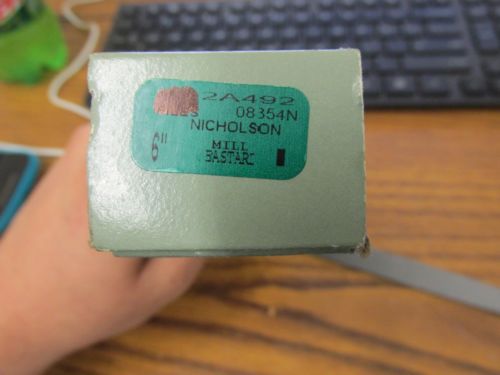 2A492
08354N
NICHOLSON
6"
MILL
BASTARD